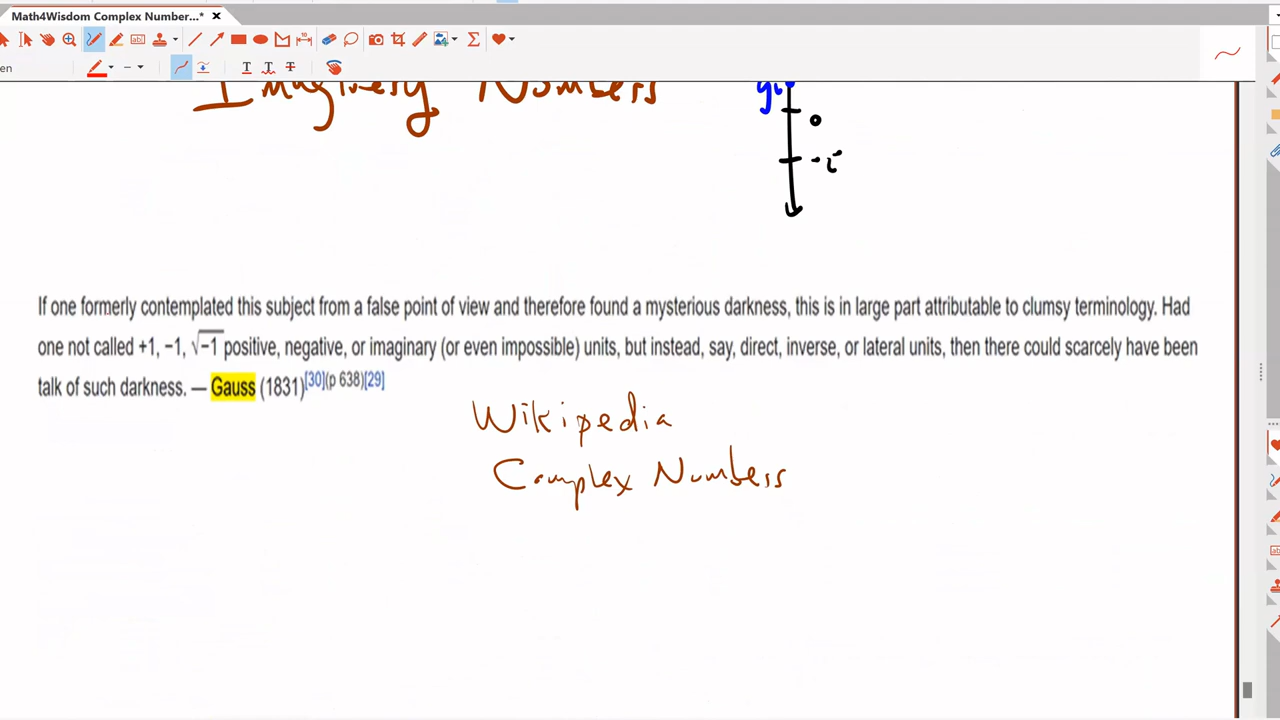 Math4Wisdom Complex Number...*
en
Imaginary Numbers
yi
0
-i
If one formerly contemplated this subject from a false point of view and therefore found a mysterious darkness, this is in large part attributable to clumsy terminology. Had
one not called +1, −1, √−1 positive, negative, or imaginary (or even impossible) units, but instead, say, direct, inverse, or lateral units, then there could scarcely have been
talk of such darkness. — Gauss (1831)[30](p 638)[29]
Wikipedia
Complex Numbers